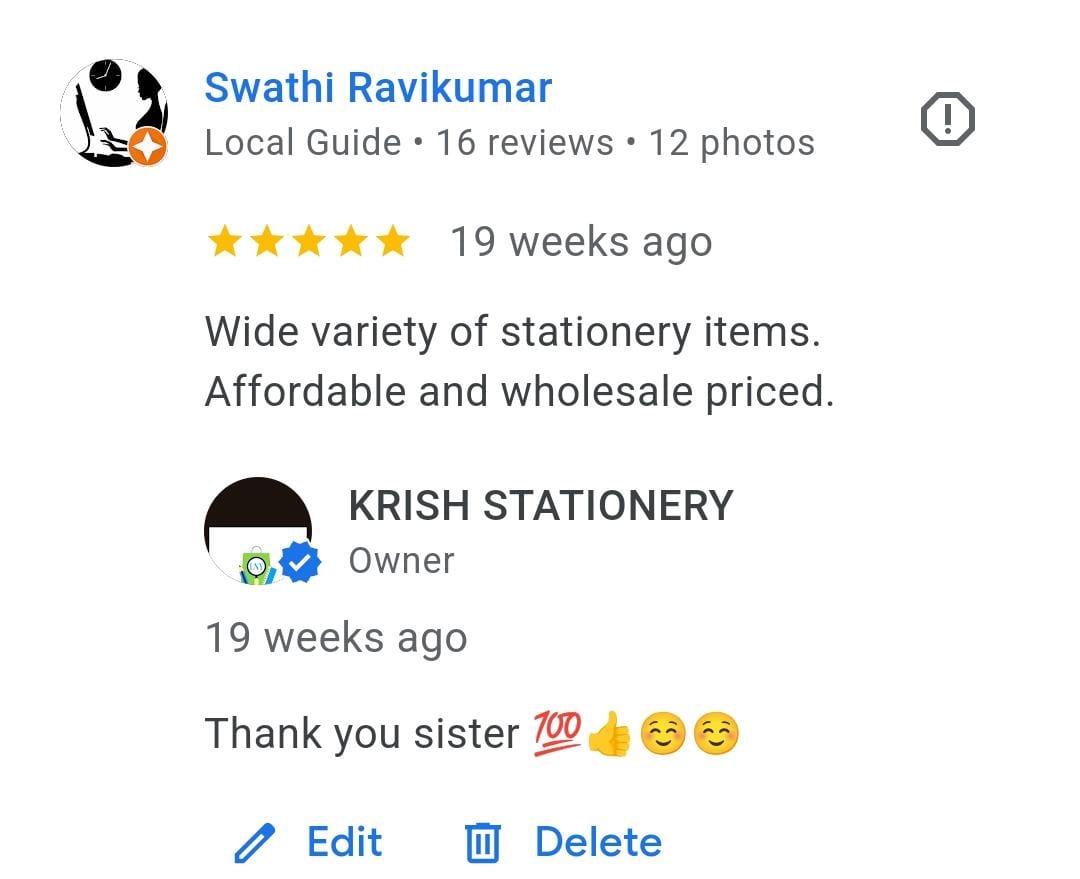 Swathi Ravikumar
Local Guide • 16 reviews • 12 photos
19 weeks ago
Wide variety of stationery items.
Affordable and wholesale priced.
KRISH STATIONERY
Owner
19 weeks ago
Thank you sister 💯👍☺️☺️
Edit Delete